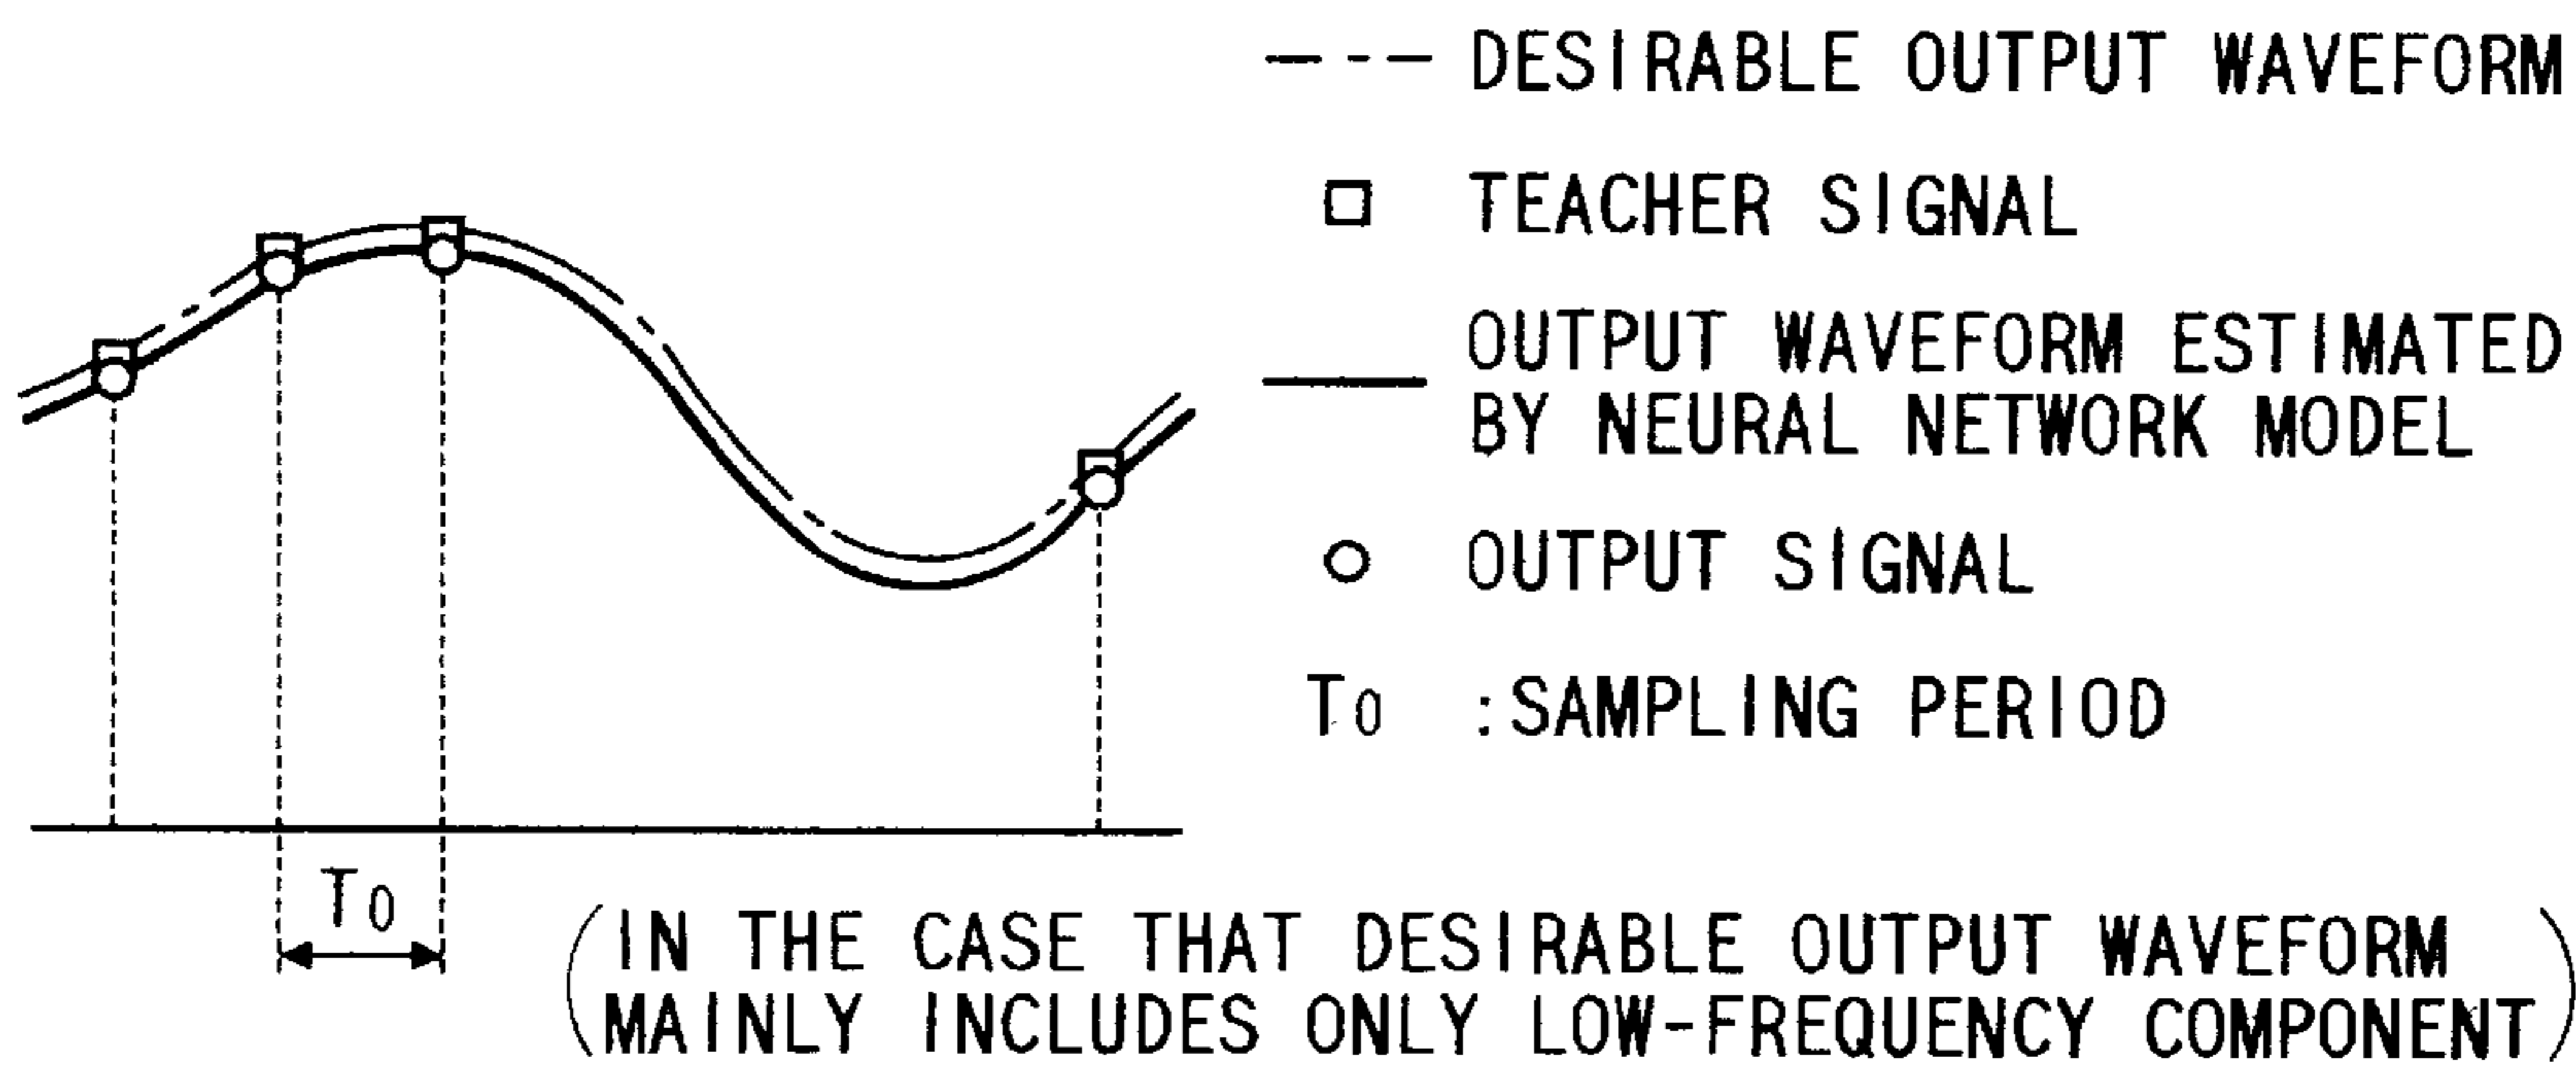 DESIRABLE OUTPUT WAVEFORM
TEACHER SIGNAL
OUTPUT WAVEFORM ESTIMATED
BY NEURAL NETWORK MODEL
OUTPUT SIGNAL
T0 :SAMPLING PERIOD
T0
(IN THE CASE THAT DESIRABLE OUTPUT WAVEFORM
MAINLY INCLUDES ONLY LOW-FREQUENCY COMPONENT)